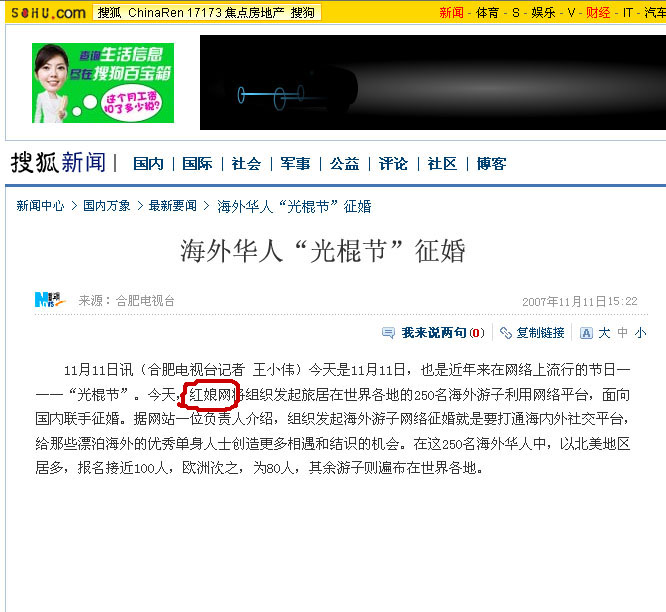 SOHU.com 搜狐 ChinaRen 17173 焦点房地产 搜狗 新闻 - 体育 - S - 娱乐 - V - 财经 - IT - 汽车
查询生活信息
尽在搜狗百宝箱
这个月工资
扣了多少税?
搜狐新闻 | 国内 | 国际 | 社会 | 军事 | 公益 | 评论 | 社区 | 博客
新闻中心 > 国内万象 > 最新要闻 > 海外华人“光棍节”征婚
海外华人“光棍节”征婚
来源:合肥电视台 2007年11月11日15:22
我来说两句(0) 复制链接 A 大 中 小
11月11日讯(合肥电视台记者 王小伟)今天是11月11日,也是近年来在网络上流行的节日一
一一“光棍节”。今天,红娘网将组织发起旅居在世界各地的250名海外游子利用网络平台,面向
国内联手征婚。据网站一位负责人介绍,组织发起海外游子网络征婚就是要打通海内外社交平台,
给那些漂泊海外的优秀单身人士创造更多相遇和结识的机会。在这250名海外华人中,以北美地区
居多,报名接近100人,欧洲次之,为80人,其余游子则遍布在世界各地。